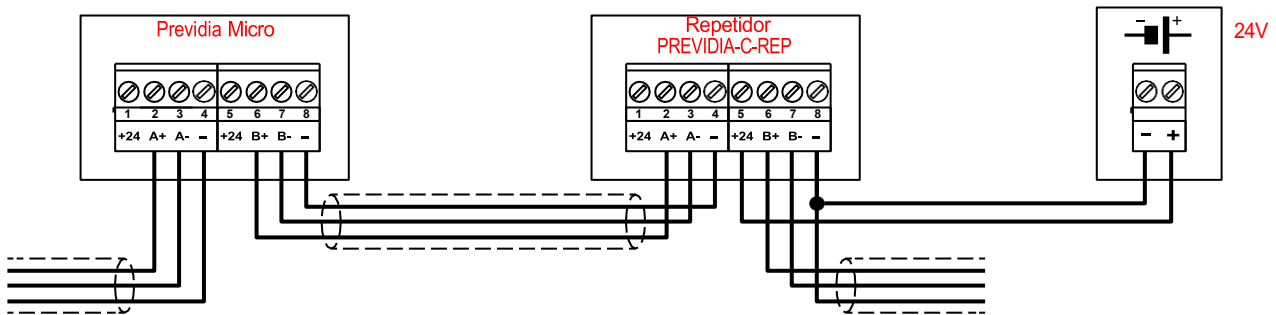 Previdia Micro
1 2 3 4 5 6 7 8
+24 A+ A- – +24 B+ B- –
Repetidor
PREVIDIA-C-REP
1 2 3 4 5 6 7 8
+24 A+ A- – +24 B+ B- –
– +
24V
– +